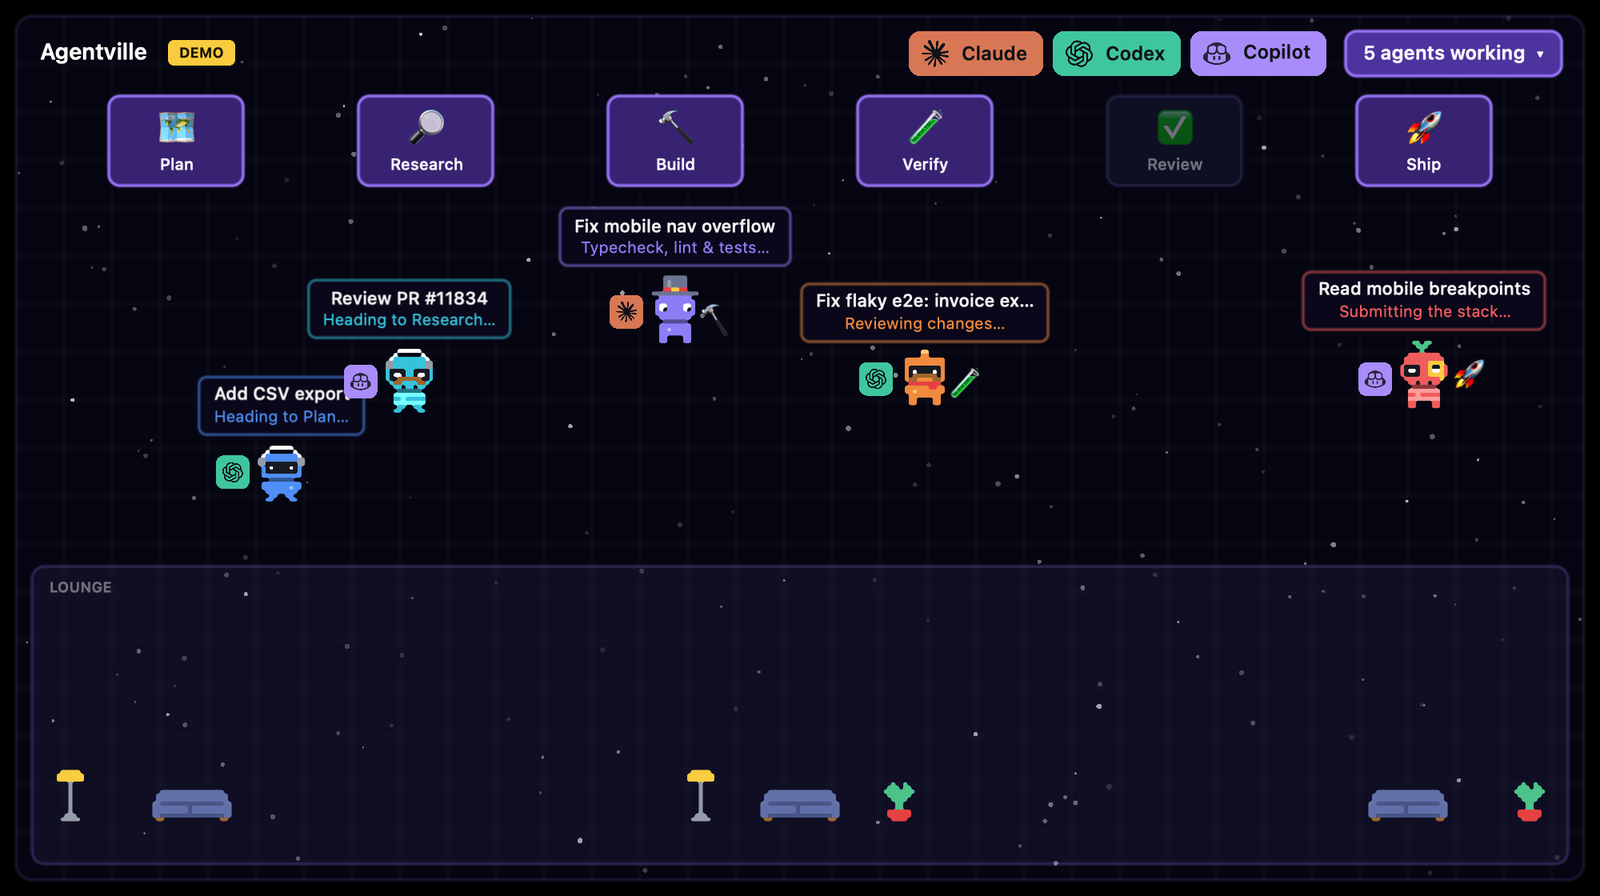 Agentville
DEMO
Claude
Codex
Copilot
5 agents working
Plan
Research
Build
Verify
Review
Ship
Fix mobile nav overflow
Typecheck, lint & tests...
Review PR #11834
Heading to Research...
Fix flaky e2e: invoice ex...
Reviewing changes...
Read mobile breakpoints
Submitting the stack...
Add CSV export
Heading to Plan...
LOUNGE